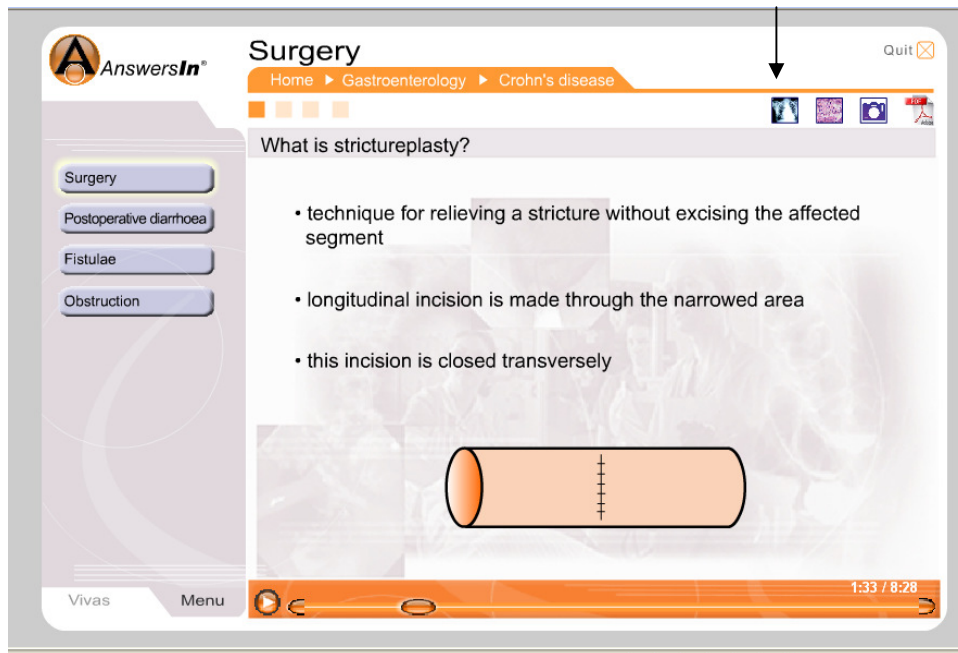 AnswersIn®
Surgery
Quit
Home ▶ Gastroenterology ▶ Crohn's disease
PDF
What is strictureplasty?
Surgery
Postoperative diarrhoea
Fistulae
Obstruction
• technique for relieving a stricture without excising the affected
segment
• longitudinal incision is made through the narrowed area
• this incision is closed transversely
Vivas
Menu
1:33 / 8:28